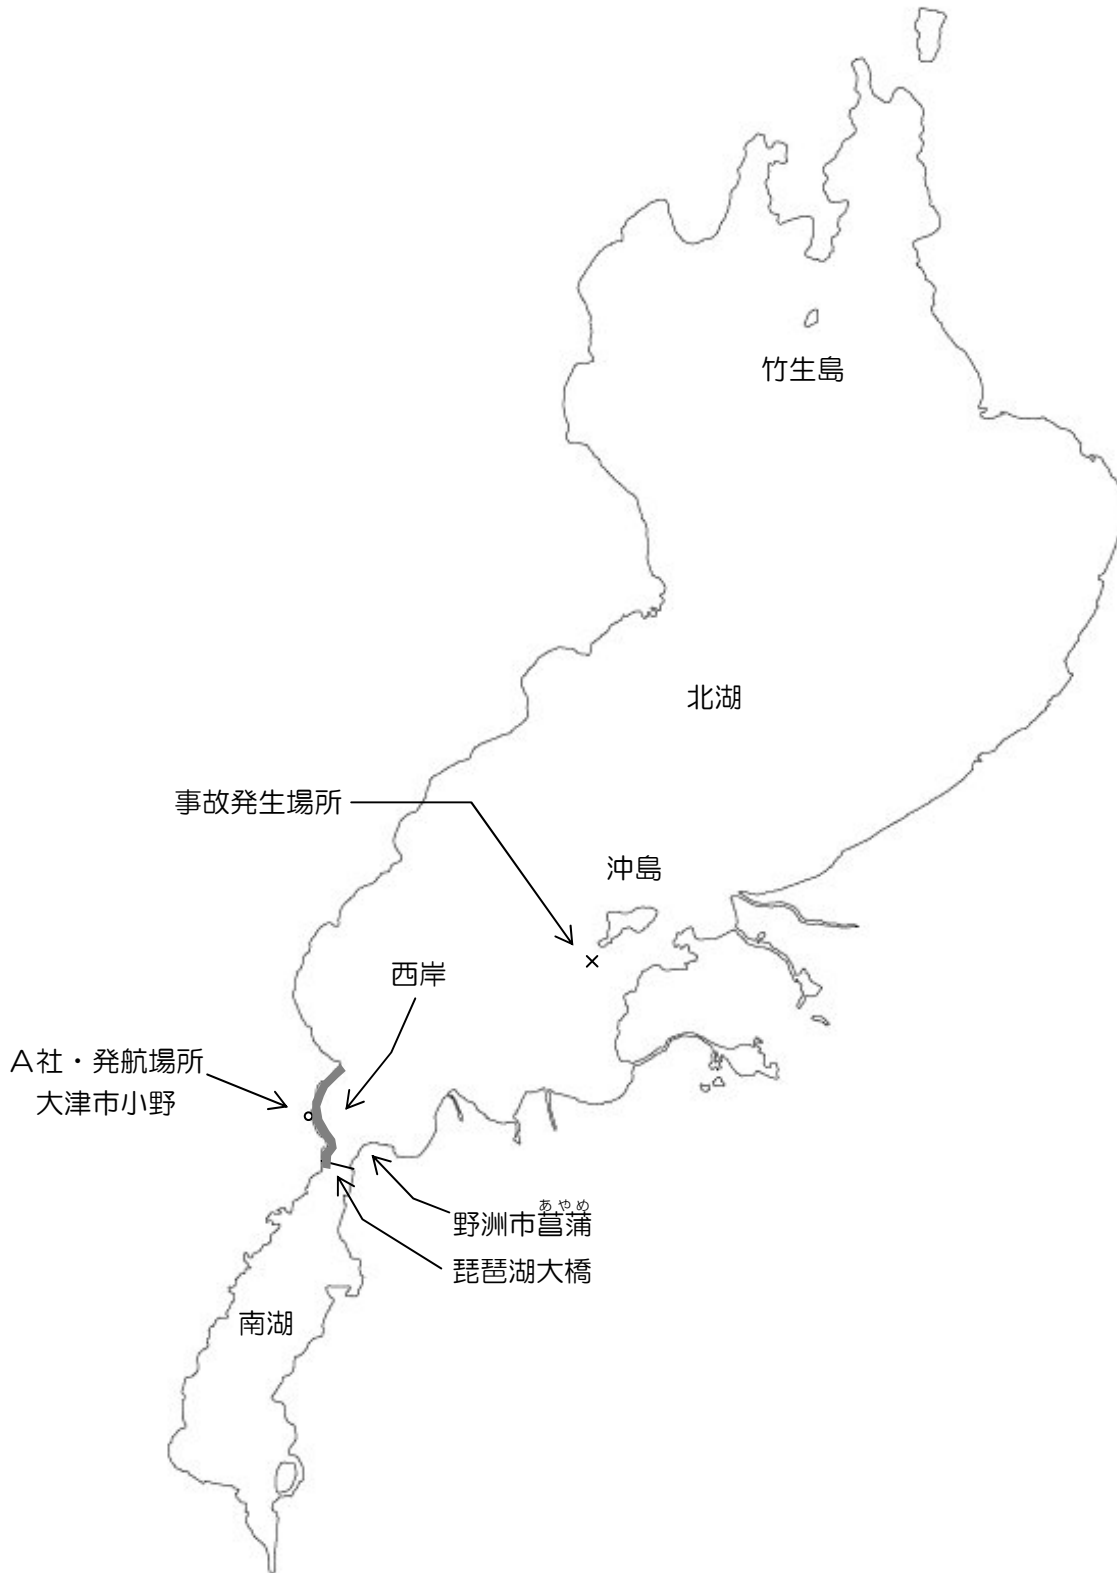 竹生島
北湖
事故発生場所
沖島
西岸
A社・発航場所
大津市小野
あやめ
野洲市菖蒲
琵琶湖大橋
南湖